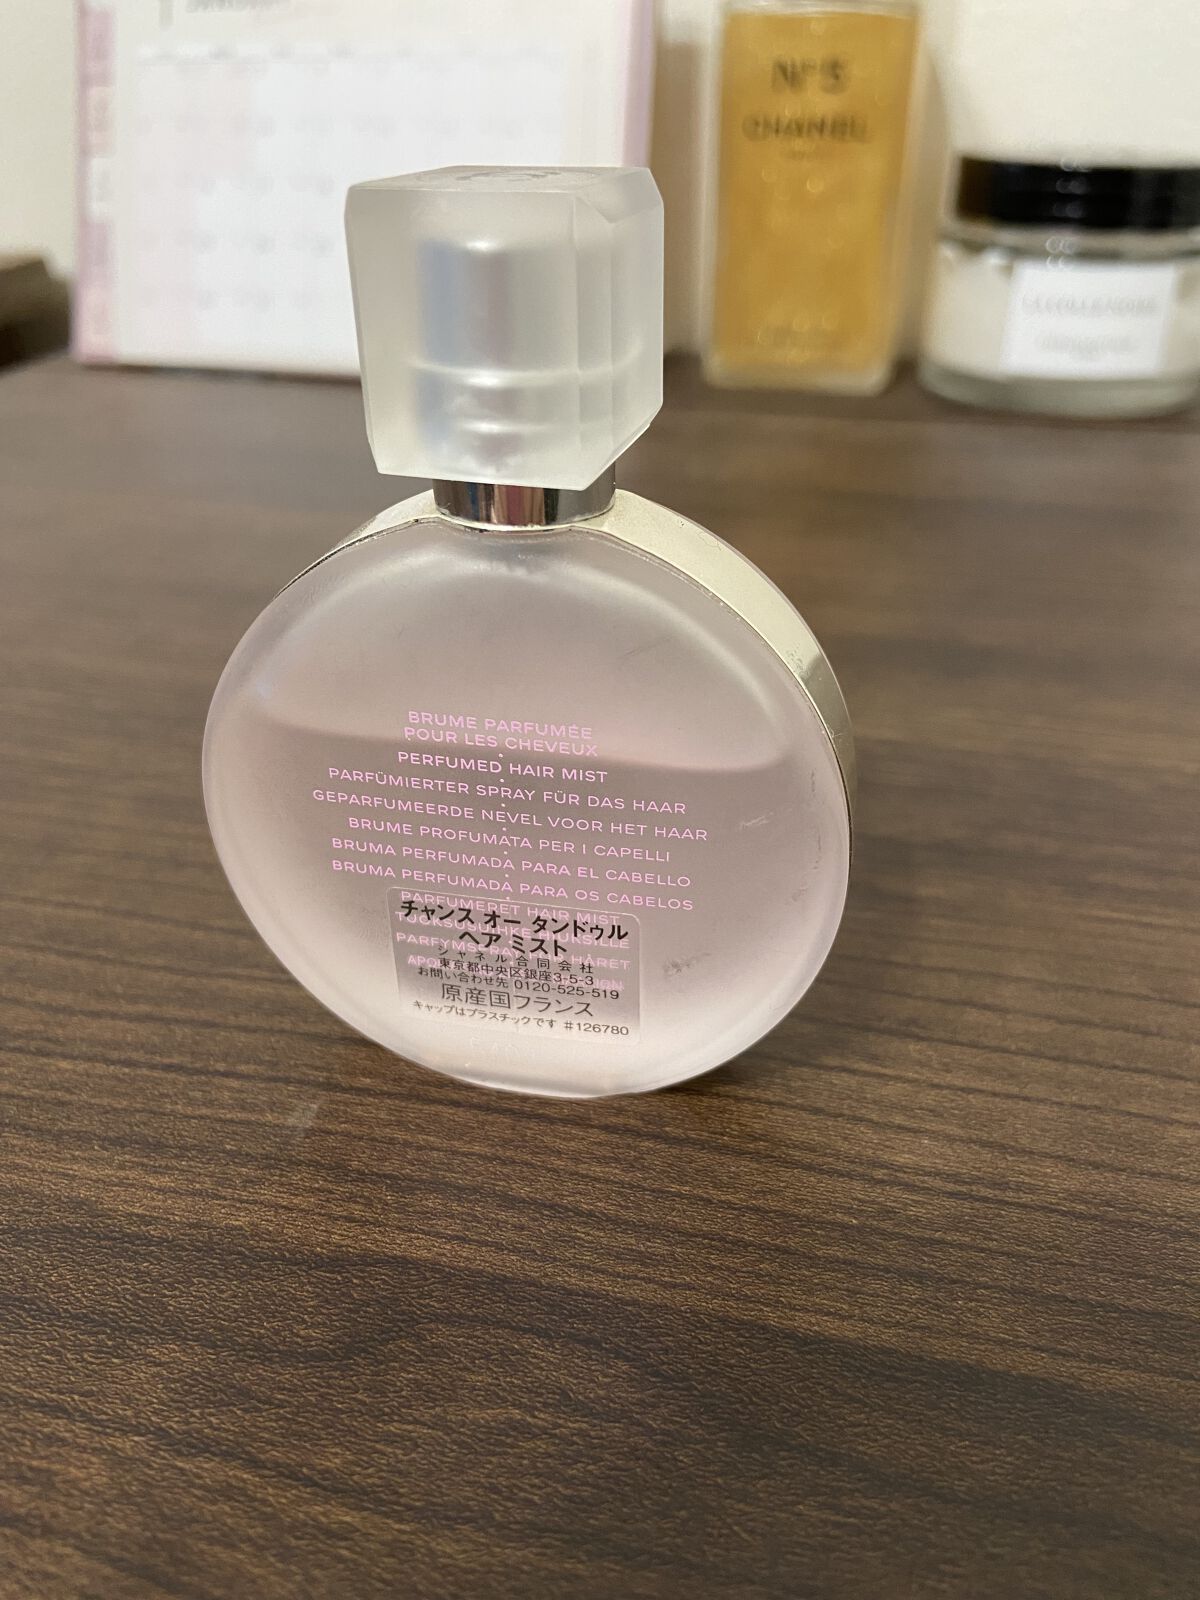 N°5
CHANEL
BRUME PARFUMÉE
POUR LES CHEVEUX
PERFUMED HAIR MIST
PARFÜMIERTER SPRAY FÜR DAS HAAR
GEPARFUMEERDE NEVEL VOOR HET HAAR
BRUME PROFUMATA PER I CAPELLI
BRUMA PERFUMADA PARA EL CABELLO
BRUMA PERFUMADA PARA OS CABELOS
PARFUMERET HAIR MIST
チャンス オー タンドゥル
ヘア ミスト
シャネル合同会社
東京都中央区銀座3-5-3
お問い合わせ先 0120-525-519
原産国フランス
キャップはプラスチックです #126780